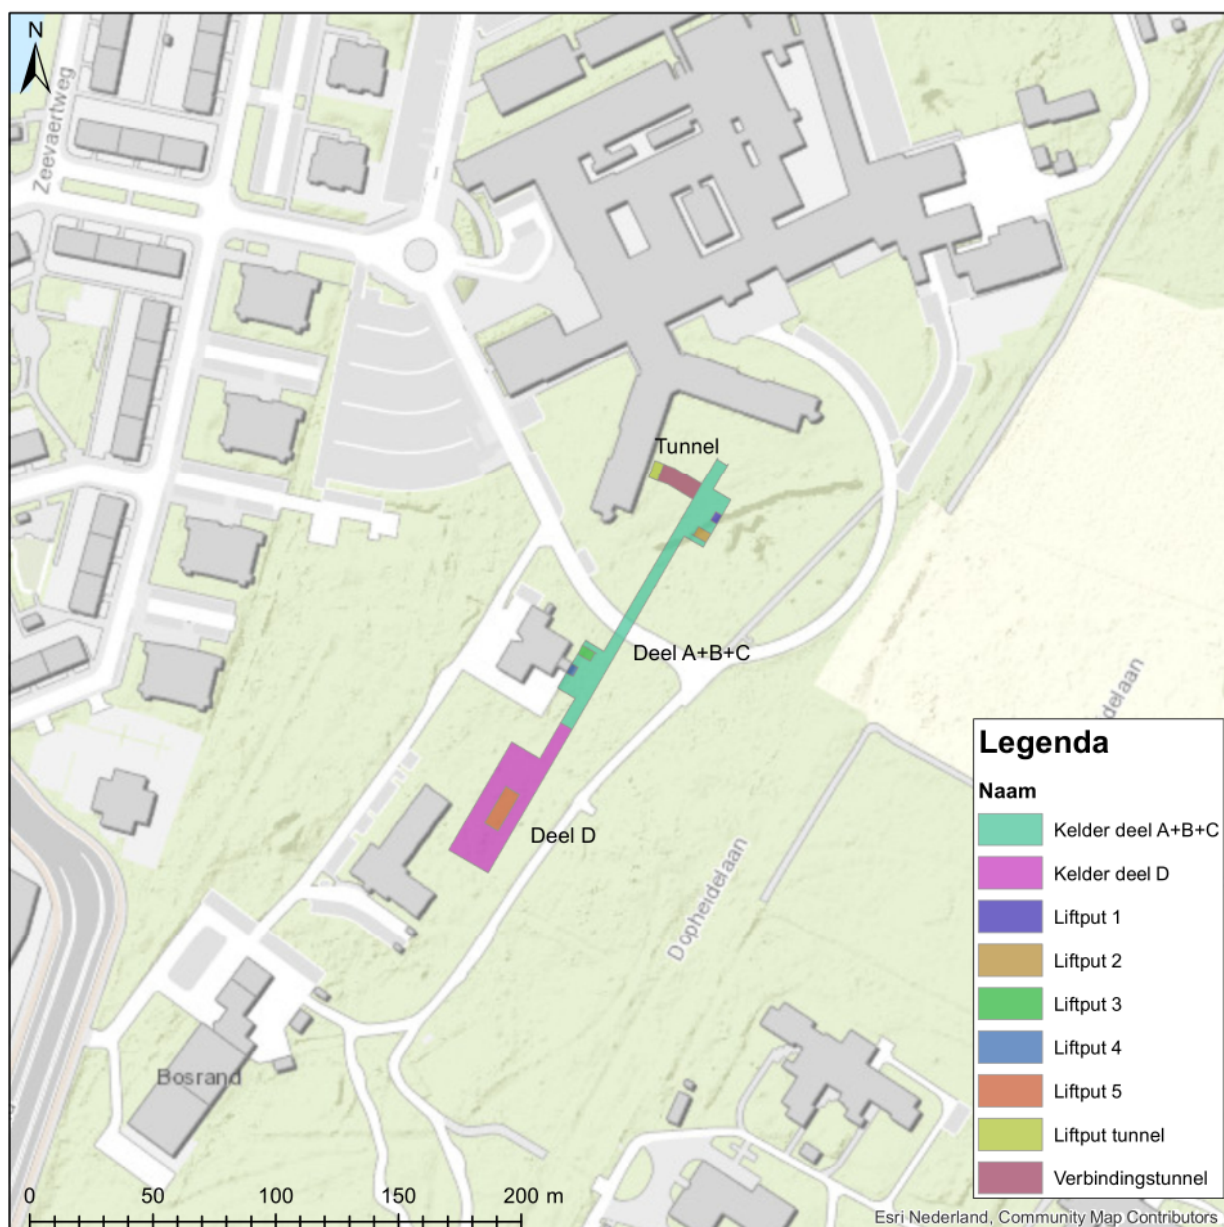 N
Zeevaertweg
Tunnel
Deel A+B+C
Deel D
Dopheidelaan
idelaan
Bosrand
Legenda
Naam
Kelder deel A+B+C
Kelder deel D
Liftput 1
Liftput 2
Liftput 3
Liftput 4
Liftput 5
Liftput tunnel
Verbindingstunnel
0 50 100 150 200 m
Esri Nederland, Community Map Contributors